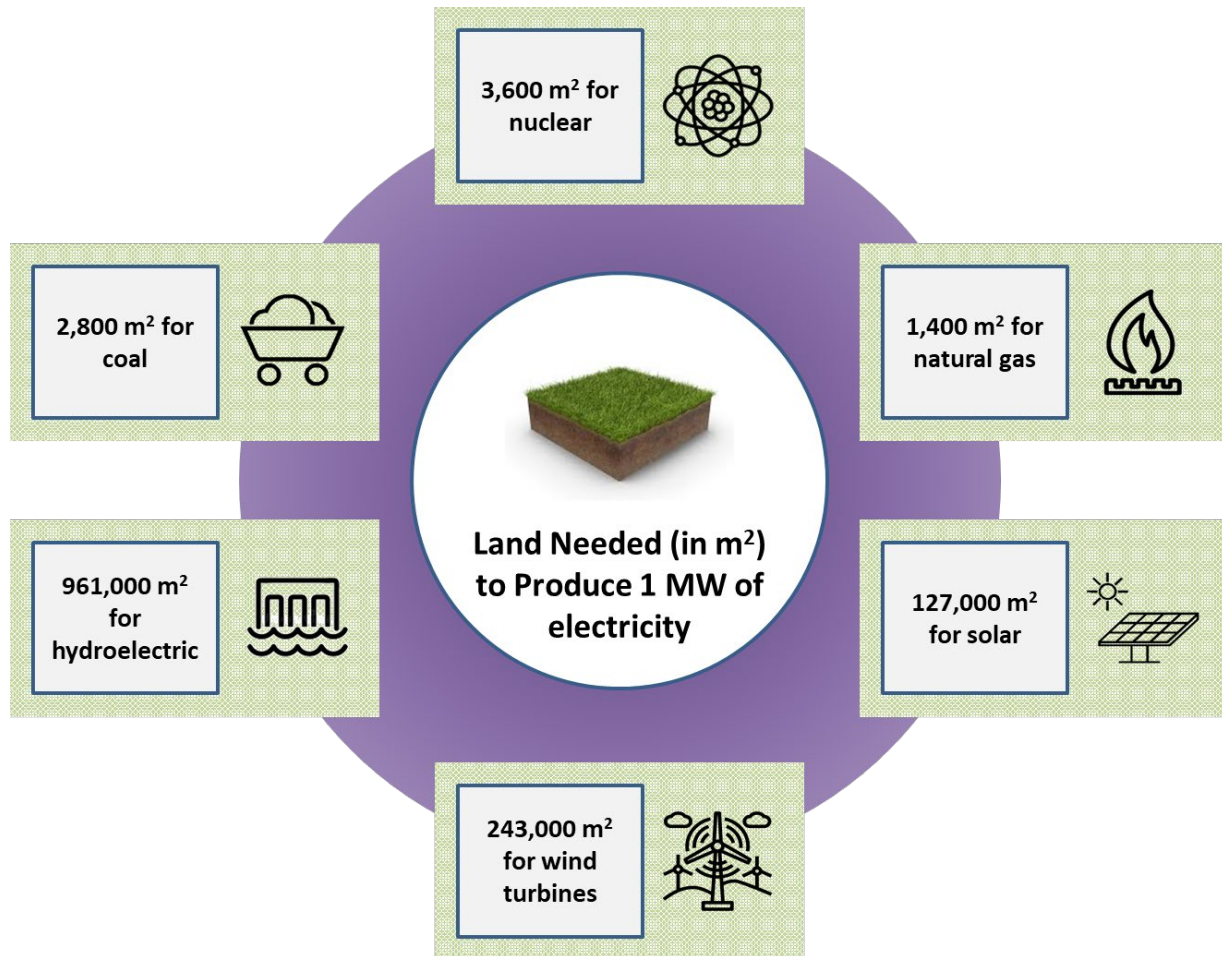 3,600 m² for
nuclear
2,800 m² for
coal
1,400 m² for
natural gas
Land Needed (in m²)
to Produce 1 MW of
electricity
961,000 m²
for
hydroelectric
127,000 m²
for solar
243,000 m²
for wind
turbines